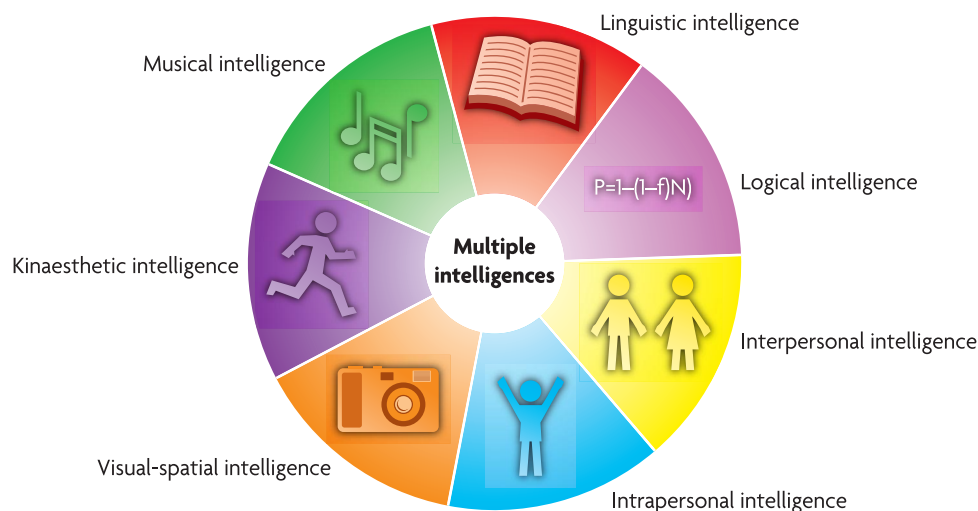 Linguistic intelligence
Musical intelligence
Logical intelligence
P=1–(1–f)N)
Multiple
intelligences
Kinaesthetic intelligence
Interpersonal intelligence
Visual-spatial intelligence
Intrapersonal intelligence